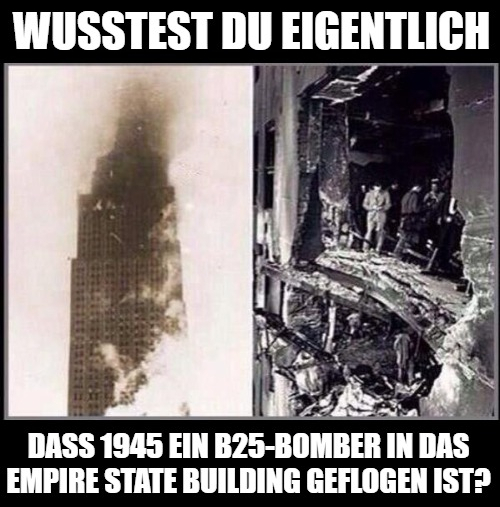 WUSSTEST DU EIGENTLICH
DASS 1945 EIN B25-BOMBER IN DAS
EMPIRE STATE BUILDING GEFLOGEN IST?